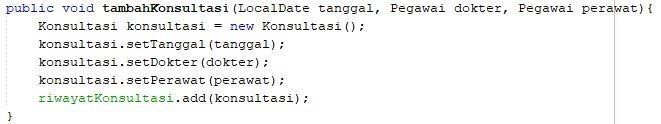 public void tambahKonsultasi(LocalDate tanggal, Pegawai dokter, Pegawai perawat){
Konsultasi konsultasi = new Konsultasi();
konsultasi.setTanggal(tanggal);
konsultasi.setDokter(dokter);
konsultasi.setPerawat(perawat);
riwayatKonsultasi.add(konsultasi);
}